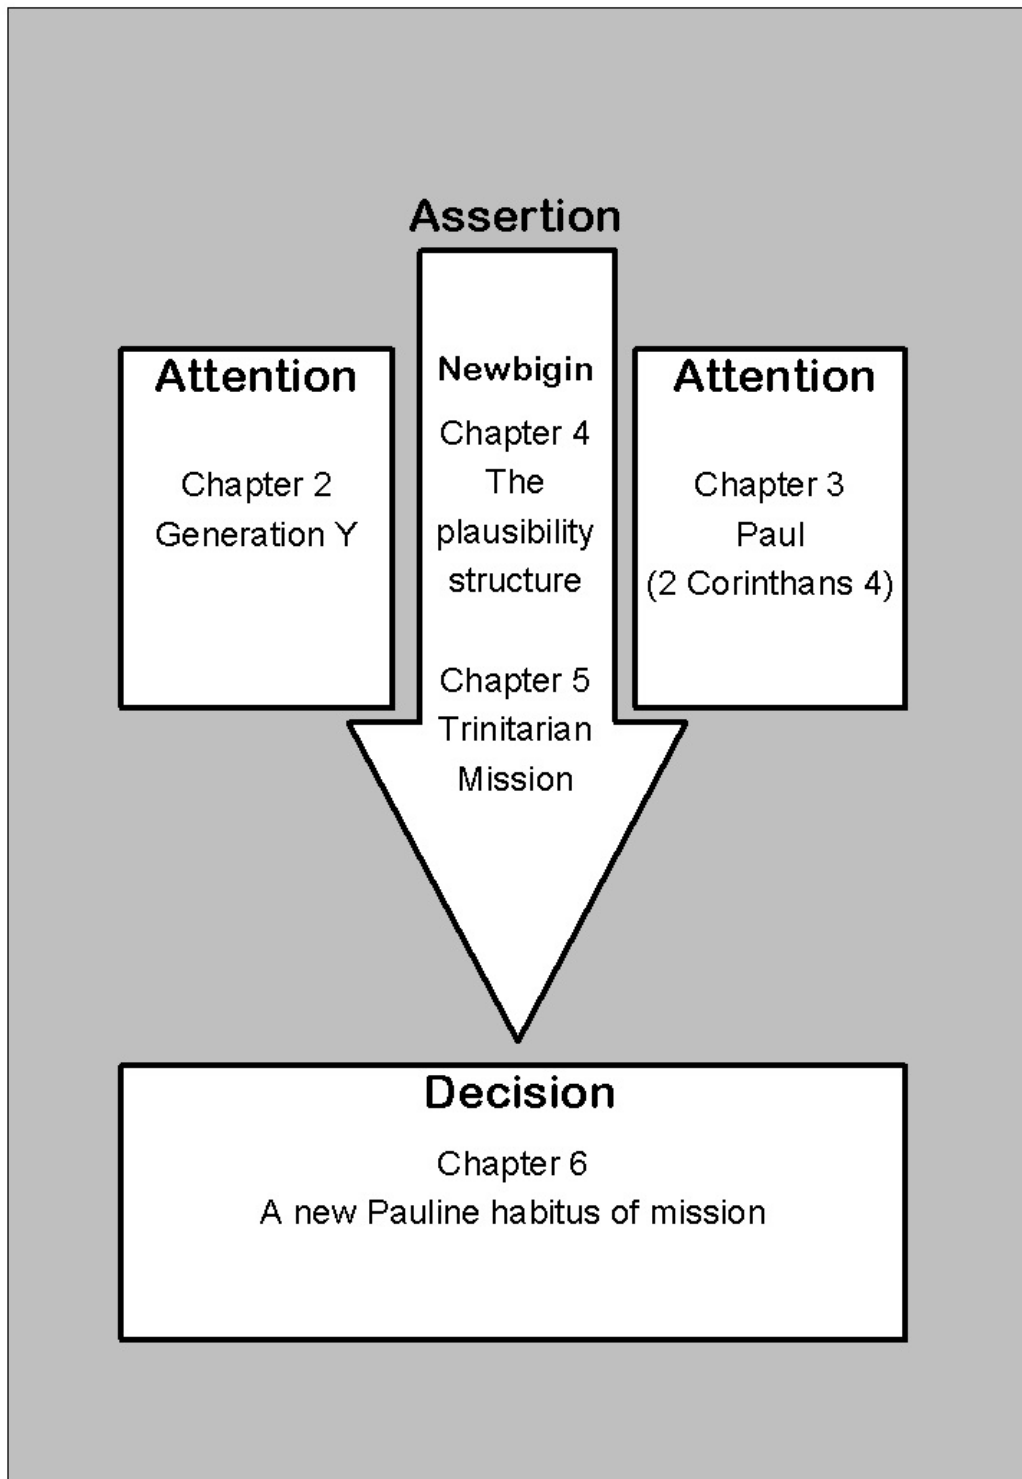 Assertion
Attention
Chapter 2
Generation Y
Newbigin
Chapter 4
The
plausibility
structure
Chapter 5
Trinitarian
Mission
Attention
Chapter 3
Paul
(2 Corinthans 4)
Decision
Chapter 6
A new Pauline habitus of mission